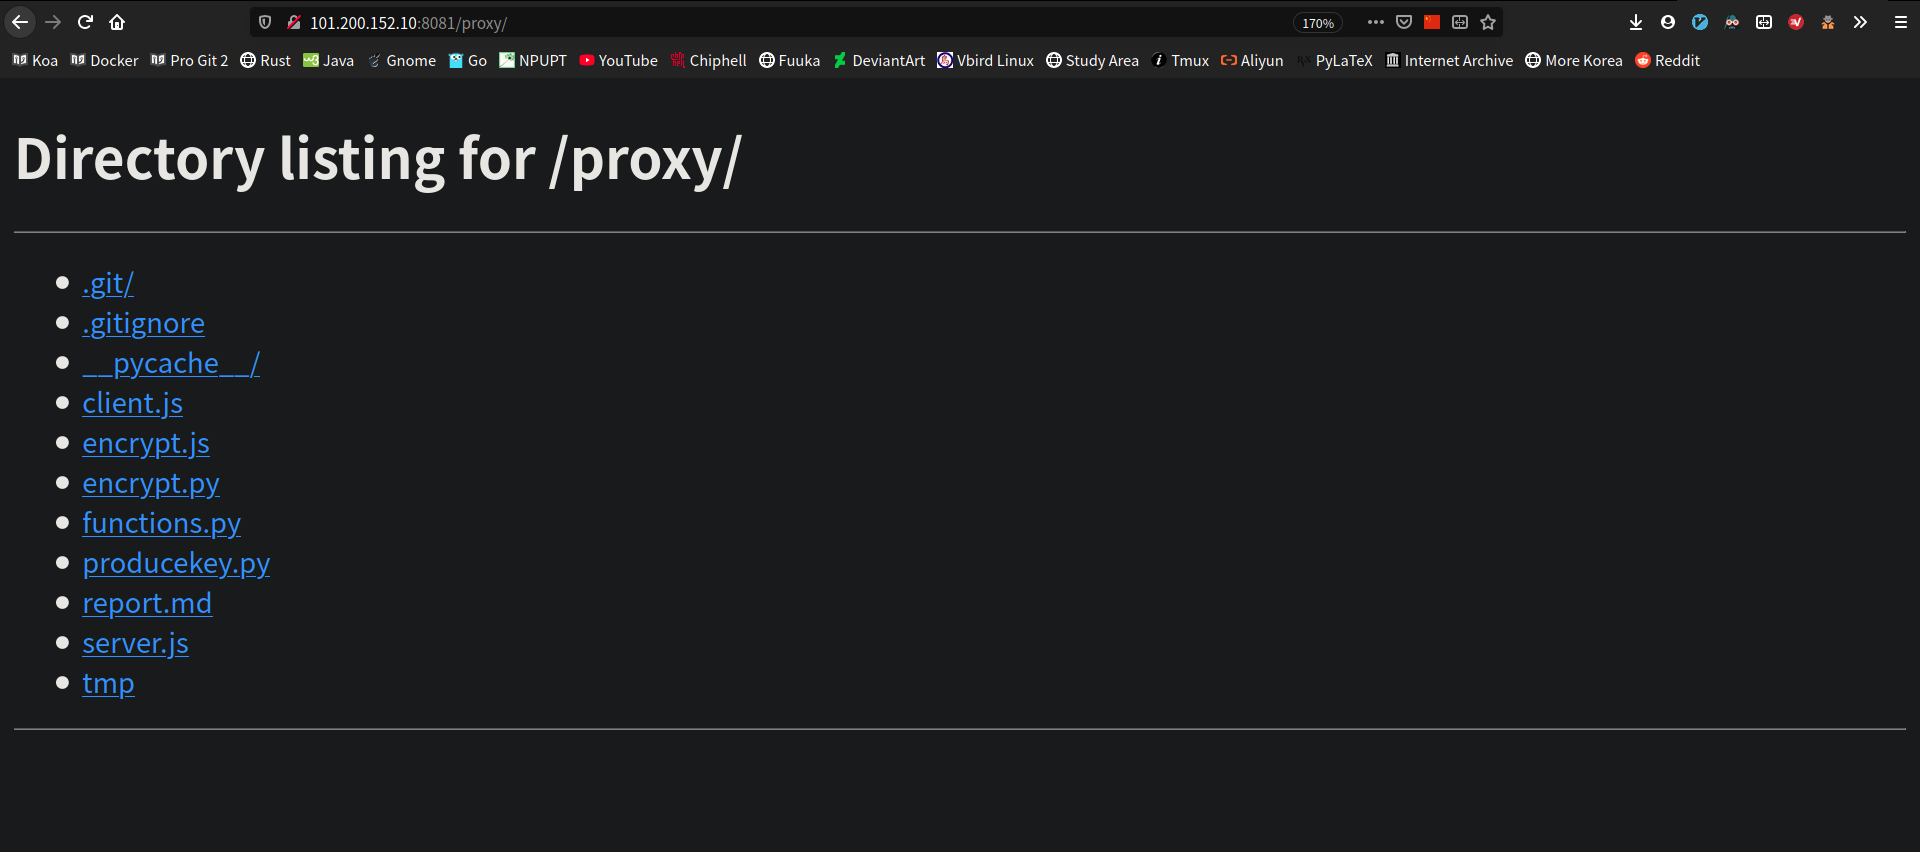 101.200.152.10:8081/proxy/ 170%
Koa Docker Pro Git 2 Rust Java Gnome Go NPUPT YouTube Chiphell Fuuka DeviantArt Vbird Linux Study Area Tmux Aliyun PyLaTeX Internet Archive More Korea Reddit
Directory listing for /proxy/
.git/
.gitignore
__pycache__/
client.js
encrypt.js
encrypt.py
functions.py
producekey.py
report.md
server.js
tmp